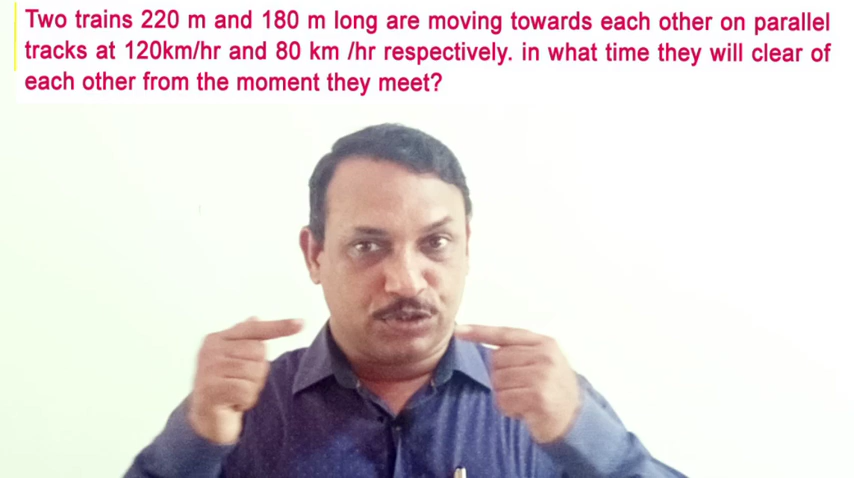 Two trains 220 m and 180 m long are moving towards each other on parallel
tracks at 120km/hr and 80 km /hr respectively. in what time they will clear of
each other from the moment they meet?